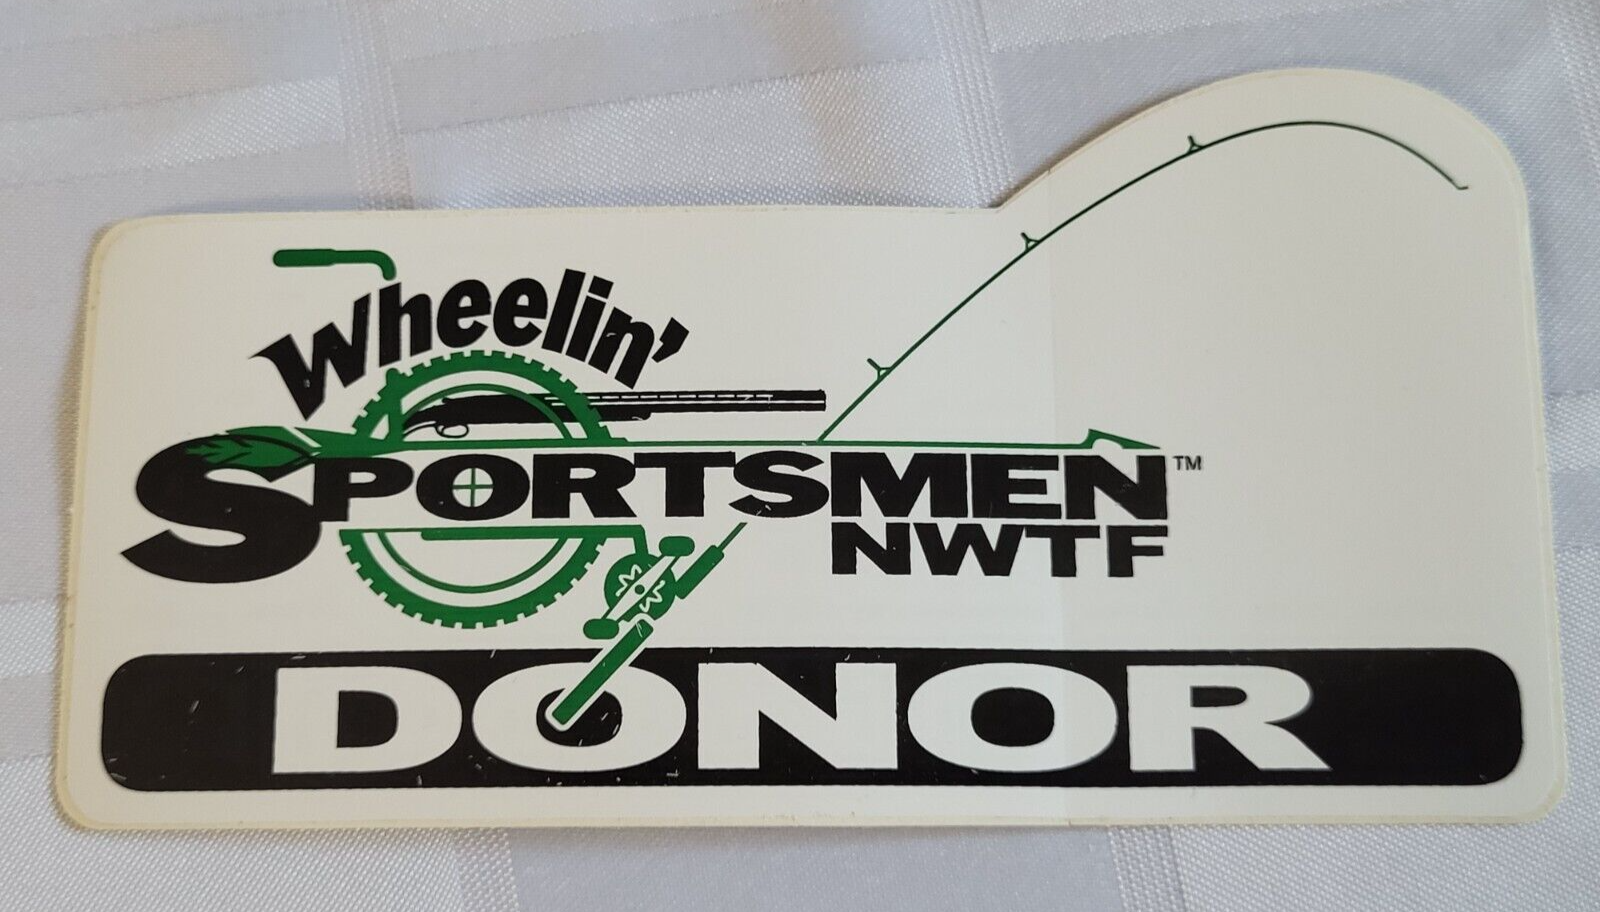 Wheelin'
SPORTSMEN™
NWTF
DONOR